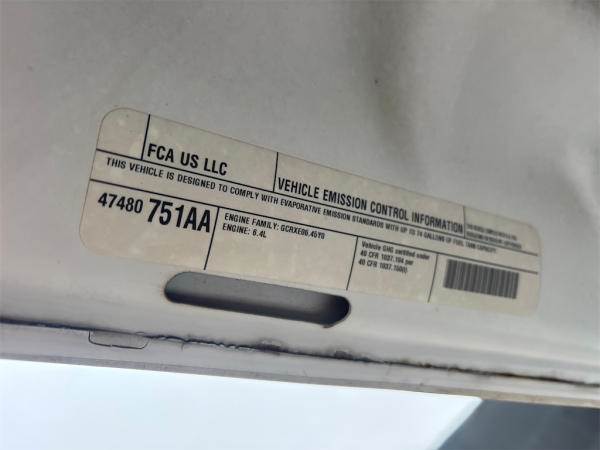 FCA US LLC
VEHICLE EMISSION CONTROL INFORMATION
THIS VEHICLE IS DESIGNED TO COMPLY WITH EVAPORATIVE EMISSION STANDARDS WITH UP TO 74 GALLONS OF FUEL TANK CAPACITY.
47480 751AA
ENGINE FAMILY:
ENGINE: 6.4L
Vehicle GHG certified under
40 CFR 1037.104 per
40 CFR 1037.150(l)